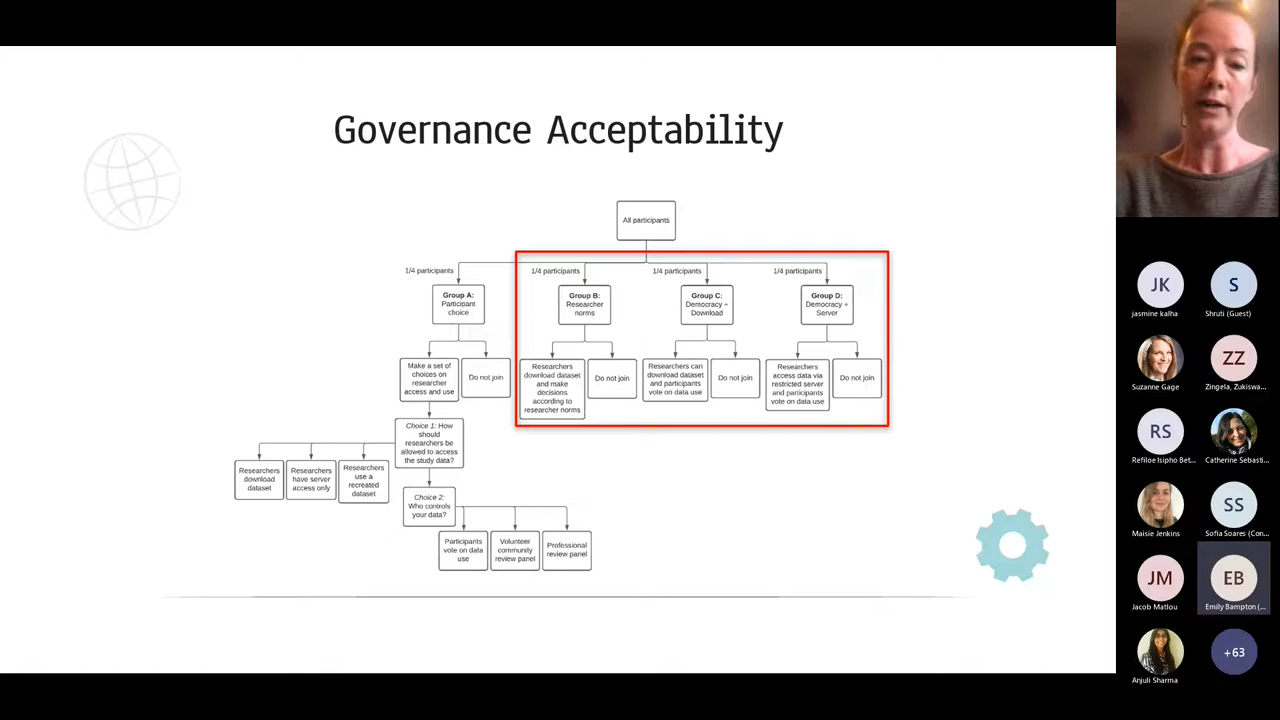 Governance Acceptability
All participants
1/4 participants
1/4 participants
1/4 participants
1/4 participants
Group A:
Participant
choice
Group B:
Researcher
norms
Group C:
Democracy +
Download
Group D:
Democracy +
Server
Make a set of
choices on
researcher
access and use
Do not join
Researchers
download dataset
and make
decisions
according to
researcher norms
Do not join
Researchers can
download dataset
and participants
vote on data use
Do not join
Researchers
access data via
restricted server
and participants
vote on data use
Do not join
Choice 1: How
should
researchers be
allowed to access
the study data?
Researchers
download
dataset
Researchers
have server
access only
Researchers
use a
recreated
dataset
Choice 2:
Who controls
your data?
Participants
vote on data
use
Volunteer
community
review panel
Professional
review panel
JK
jasmine kalha
S
Shruti (Guest)
Suzanne Gage
ZZ
Zingela, Zukiswa...
RS
Refiloe Isipho Bet...
Catherine Sebasti...
Maisie Jenkins
SS
Sofia Soares (Con...
JM
Jacob Matlou
EB
Emily Bampton (...
Anjuli Sharma
+63